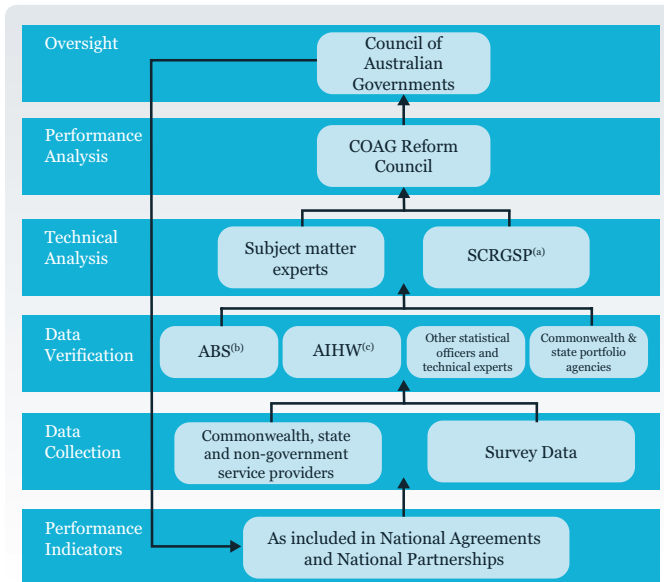 Oversight
Council of
Australian
Governments
Performance
Analysis
COAG Reform
Council
Technical
Analysis
Subject matter
experts
SCRGSP(a)
Data
Verification
ABS(b)
AIHW(c)
Other statistical
officers and
technical experts
Commonwealth &
state portfolio
agencies
Data
Collection
Commonwealth, state
and non-government
service providers
Survey Data
Performance
Indicators
As included in National Agreements
and National Partnerships